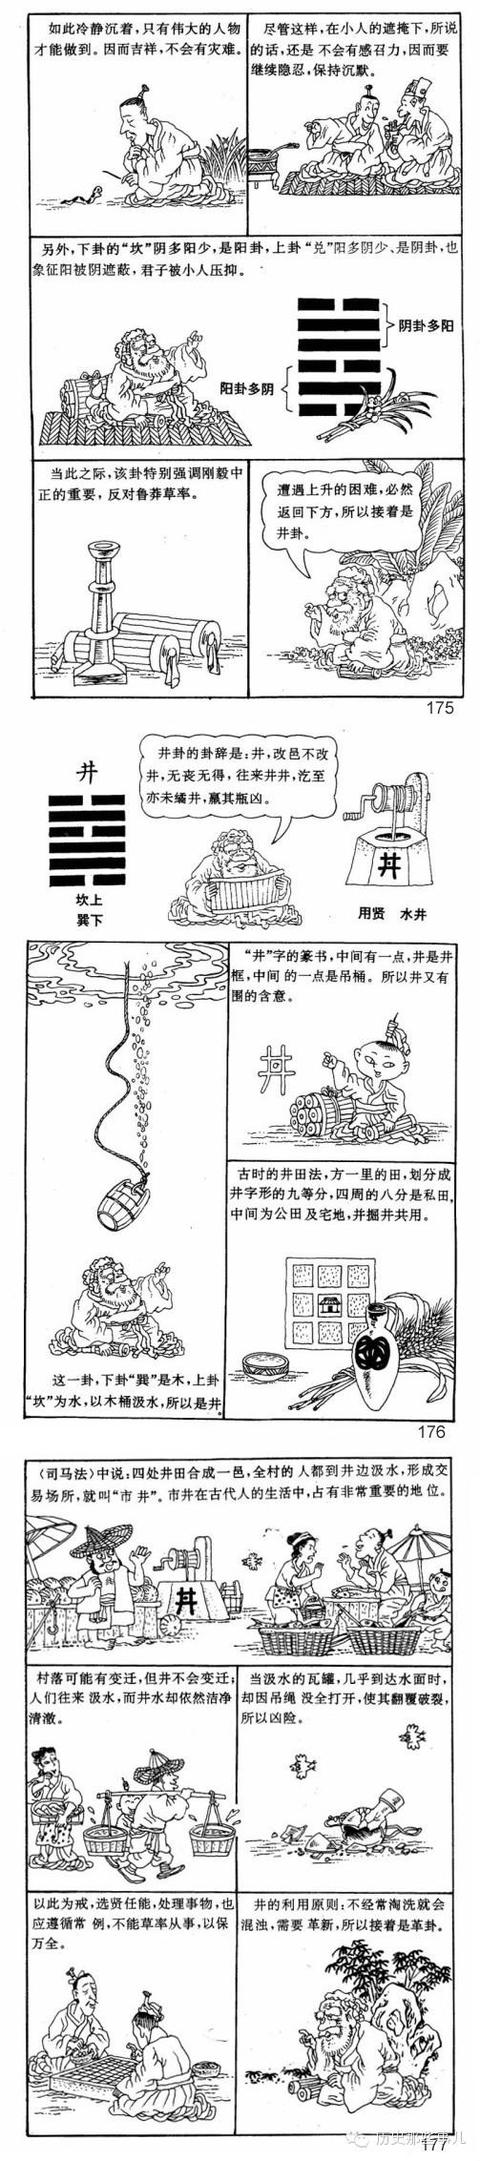 如此冷静沉着，只有伟大的人物
才能做到。因而吉祥，不会有灾难。
尽管这样，在小人的遮掩下，所说
的话，还是不会有感召力，因而要
继续隐忍，保持沉默。
另外，下卦的“坎”阴多阳少，是阳卦，上卦“兑”阳多阴少、是阴卦，也
象征阳被阴遮蔽，君子被小人压抑。
阴卦多阳
阳卦多阴
当此之际，该卦特别强调刚毅中
正的重要，反对鲁莽草率。
遭遇上升的困难，必然
返回下方，所以接着是
井卦。
175
井
坎上
巽下
井卦的卦辞是：井，改邑不改
井，无丧无得，往来井井，汔至
亦未繘井，羸其瓶凶。
井
用贤 水井
这一卦，下卦“巽”是木，上卦
“坎”为水，以木桶汲水，所以是井。
“井”字的篆书，中间有一点，井是井
框，中间的一点是吊桶。所以井又有
围的含意。
井
古时的井田法，方一里的田，划分成
井字形的九等分，四周的八分是私田，
中间为公田及宅地，并掘井共用。
176
〈司马法〉中说：四处井田合成一邑，全村的人都到井边汲水，形成交
易场所，就叫“市井”。市井在古代人的生活中，占有非常重要的地位。
井
村落可能有变迁，但井不会变迁；
人们往来汲水，而井水却依然洁净
清澈。
当汲水的瓦罐，几乎到达水面时，
却因吊绳没全打开，使其翻覆破裂，
所以凶险。
以此为戒，选贤任能，处理事物，也
应遵循常例，不能草率从事，以保
万全。
井的利用原则：不经常淘洗就会
混浊，需要革新，所以接着是革卦。
历史那些事儿
177